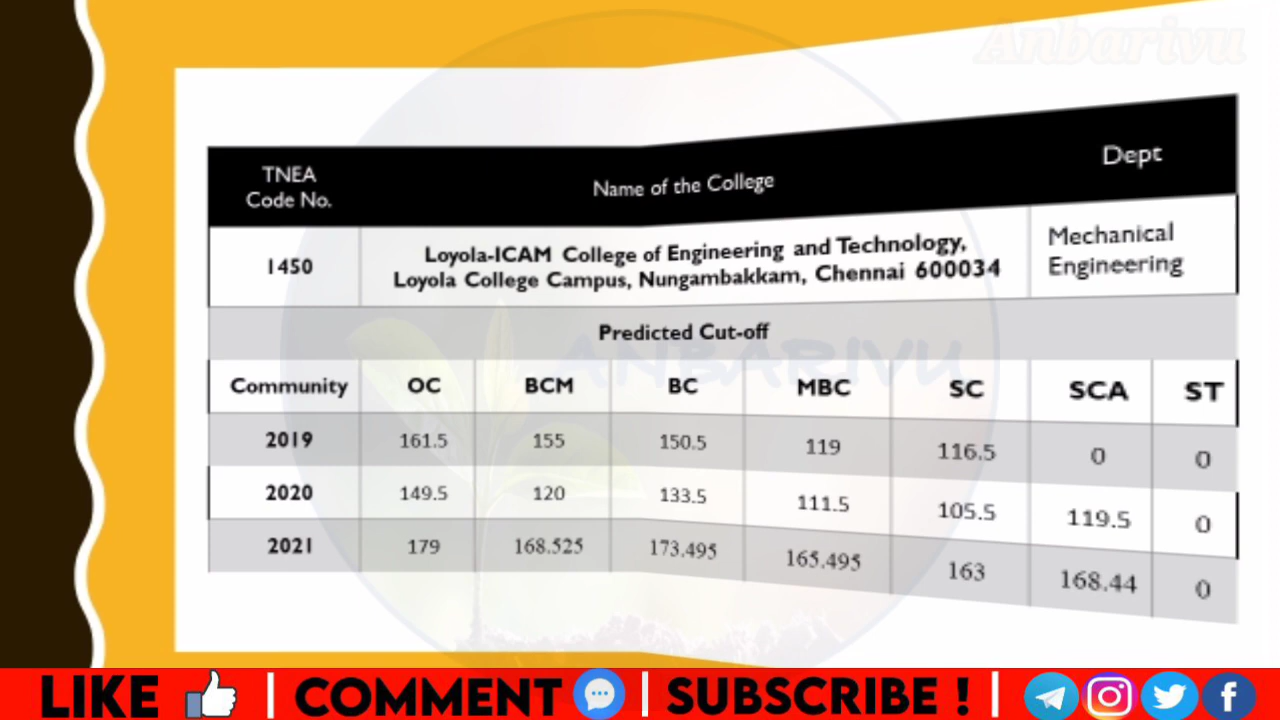 Anbarivu
TNEA
Code No.
Name of the College
Dept
1450
Loyola-ICAM College of Engineering and Technology,
Loyola College Campus, Nungambakkam, Chennai 600034
Mechanical
Engineering
Predicted Cut-off
ANBARIVU
Community OC BCM BC MBC SC SCA ST
2019 161.5 155 150.5 119 116.5 0 0
2020 149.5 120 133.5 111.5 105.5 119.5 0
2021 179 168.525 173.495 165.495 163 168.44 0
LIKE | COMMENT | SUBSCRIBE ! |